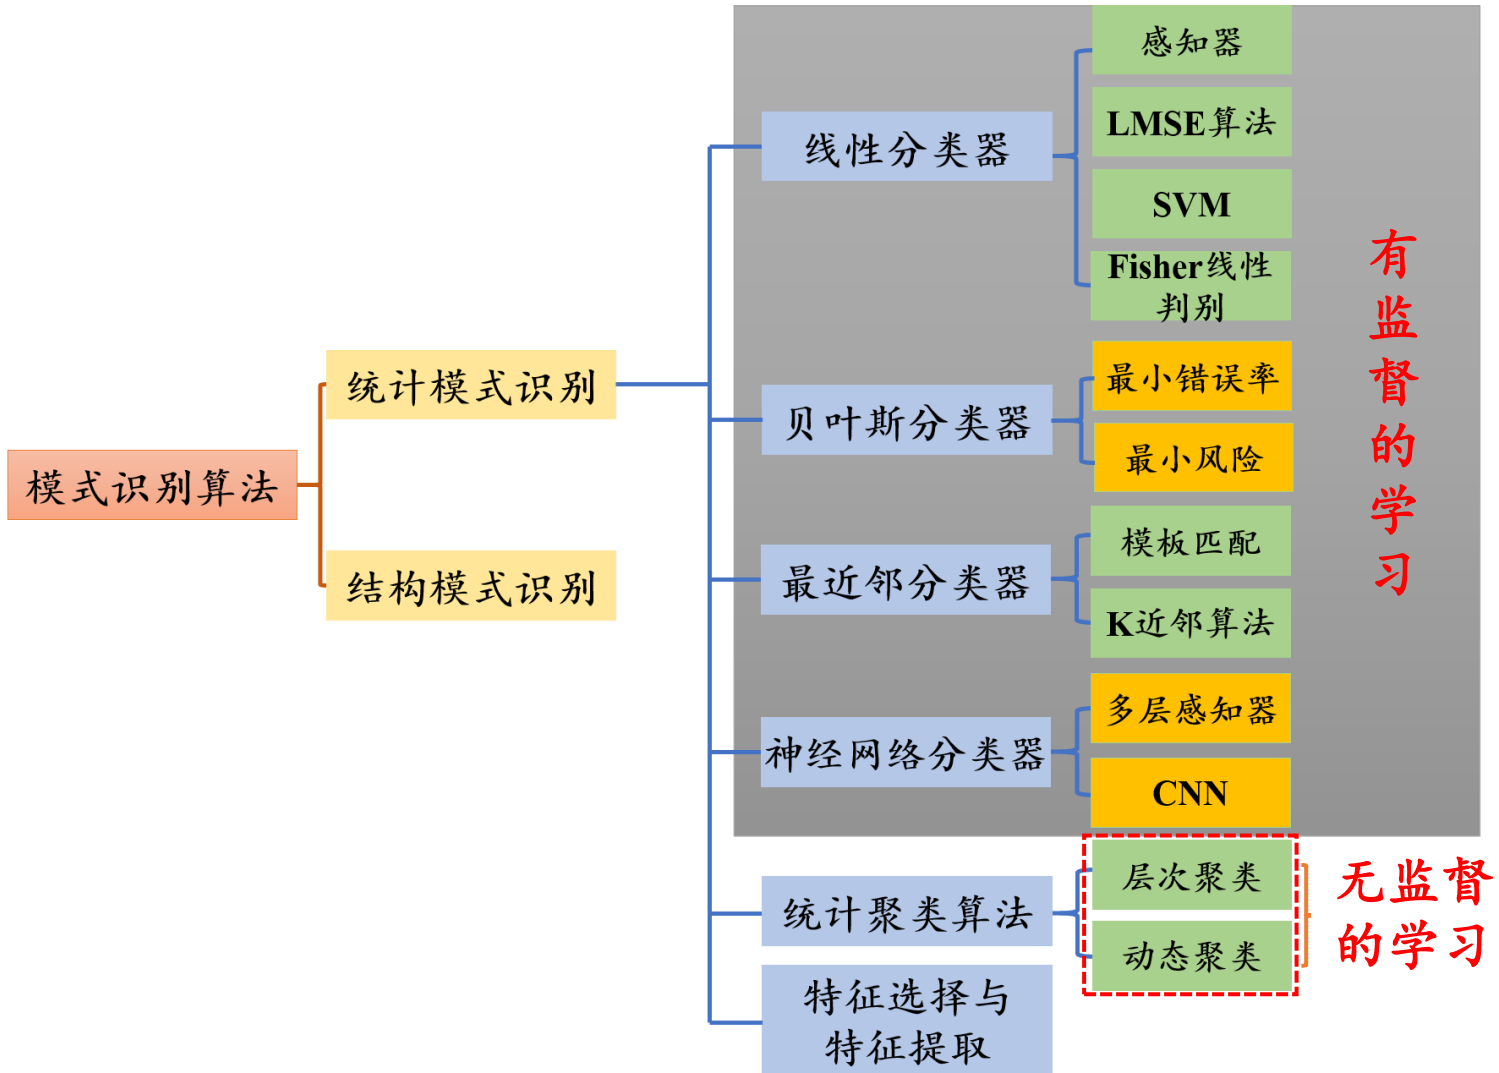 模式识别算法
统计模式识别
结构模式识别
线性分类器
感知器
LMSE算法
SVM
Fisher线性
判别
贝叶斯分类器
最小错误率
最小风险
最近邻分类器
模板匹配
K近邻算法
神经网络分类器
多层感知器
CNN
有
监
督
的
学
习
统计聚类算法
层次聚类
动态聚类
无监督
的学习
特征选择与
特征提取